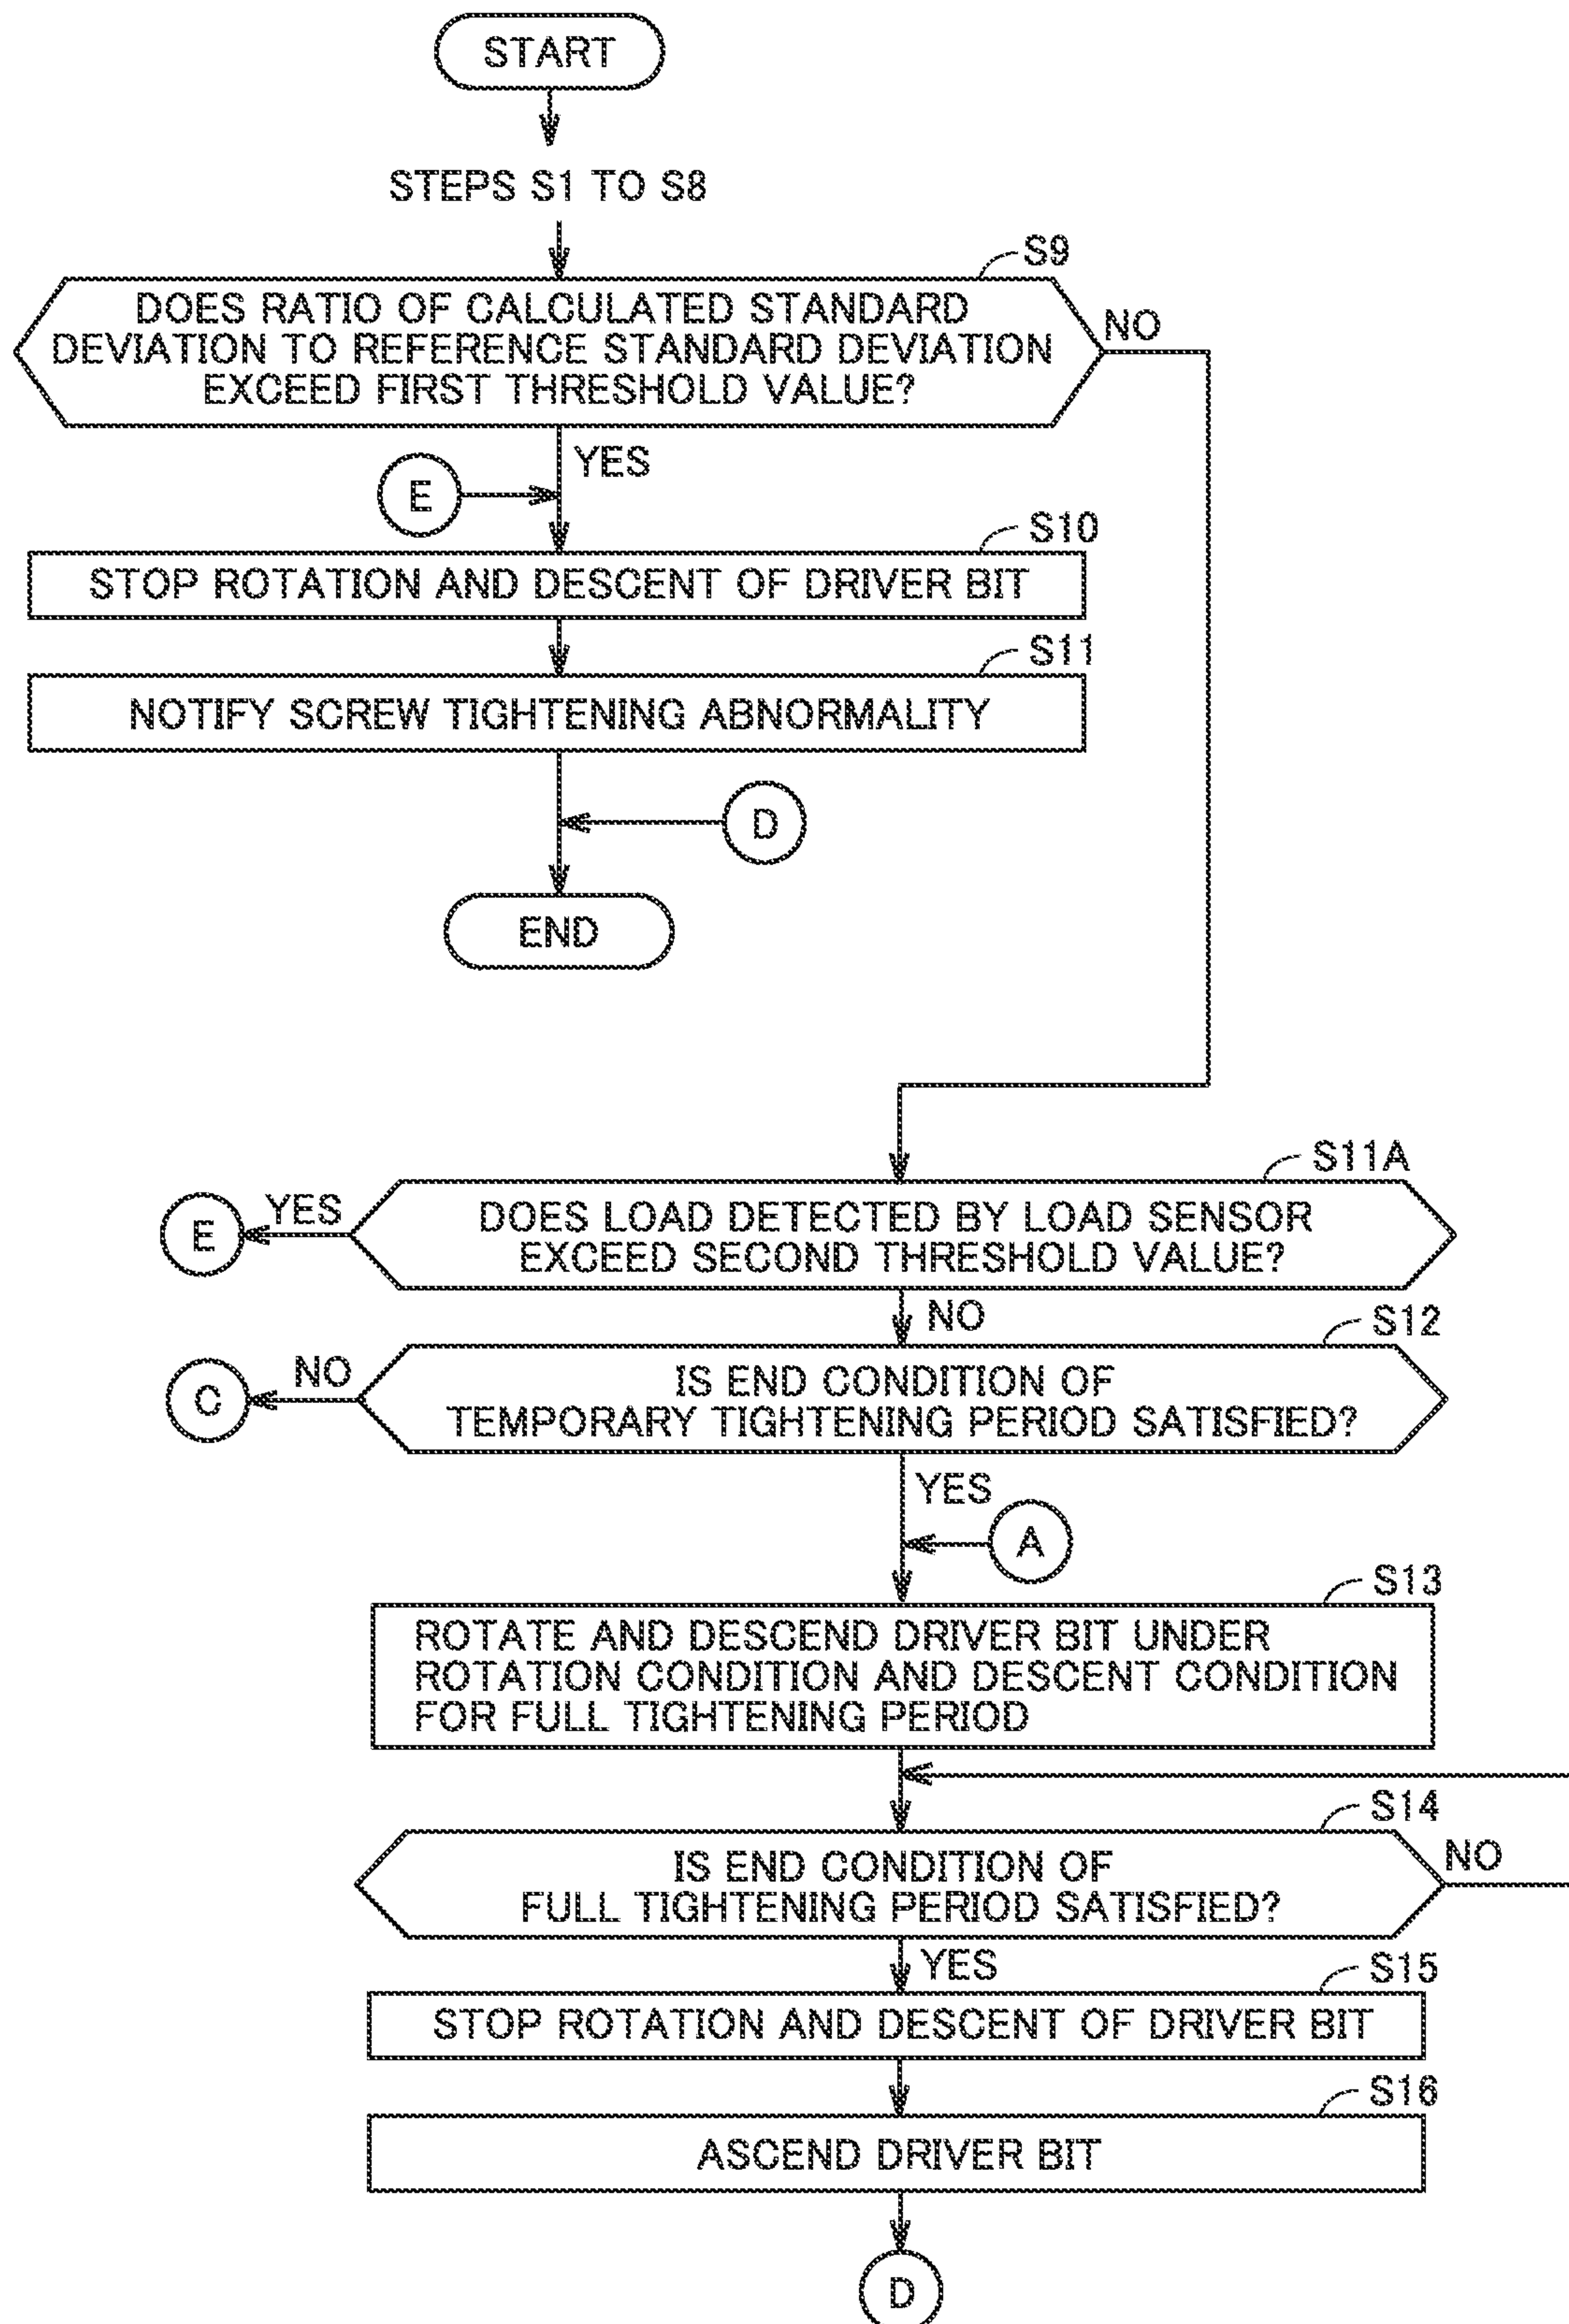 START
STEPS S1 TO S8
S9
DOES RATIO OF CALCULATED STANDARD
DEVIATION TO REFERENCE STANDARD DEVIATION
EXCEED FIRST THRESHOLD VALUE?
NO
YES
E
S10
STOP ROTATION AND DESCENT OF DRIVER BIT
S11
NOTIFY SCREW TIGHTENING ABNORMALITY
D
END
S11A
DOES LOAD DETECTED BY LOAD SENSOR
EXCEED SECOND THRESHOLD VALUE?
YES
E
NO
S12
IS END CONDITION OF
TEMPORARY TIGHTENING PERIOD SATISFIED?
NO
C
YES
A
S13
ROTATE AND DESCEND DRIVER BIT UNDER
ROTATION CONDITION AND DESCENT CONDITION
FOR FULL TIGHTENING PERIOD
S14
IS END CONDITION OF
FULL TIGHTENING PERIOD SATISFIED?
NO
YES
S15
STOP ROTATION AND DESCENT OF DRIVER BIT
S16
ASCEND DRIVER BIT
D